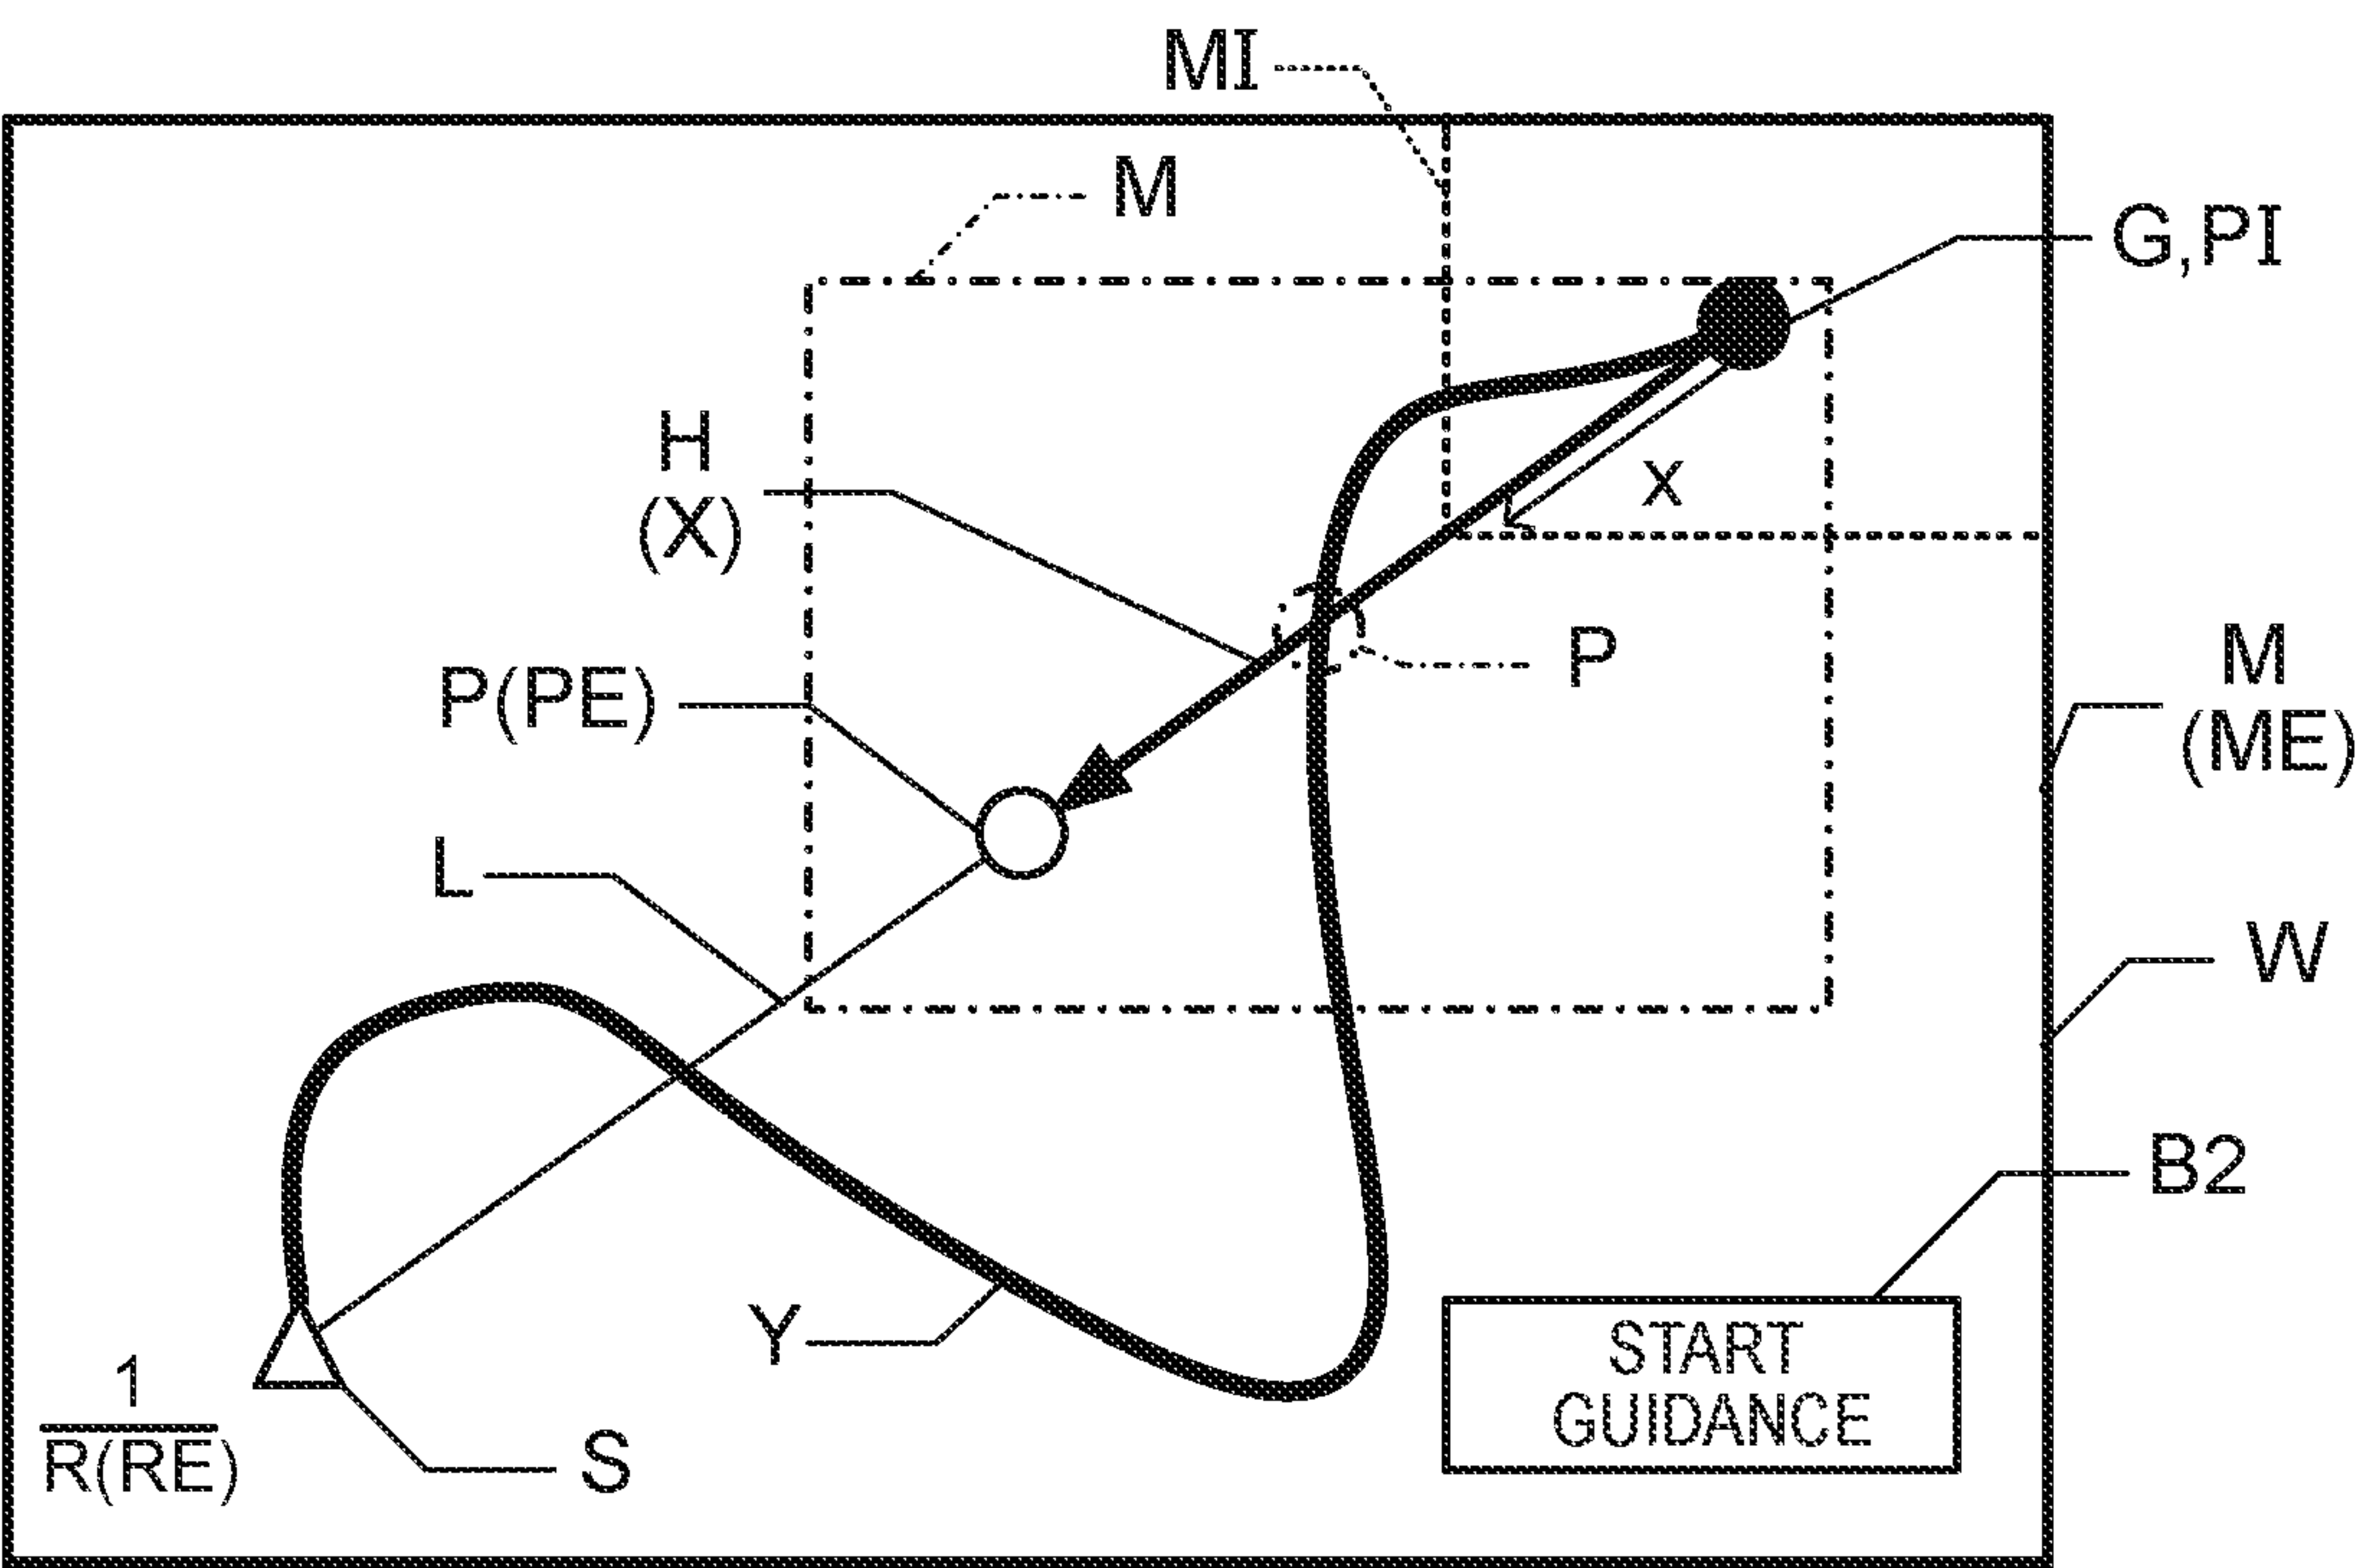 MI
M
G,PI
H
(X)
x
P
P(PE)
M
(ME)
L
W
B2
Y
START
GUIDANCE
1
R(RE)
S